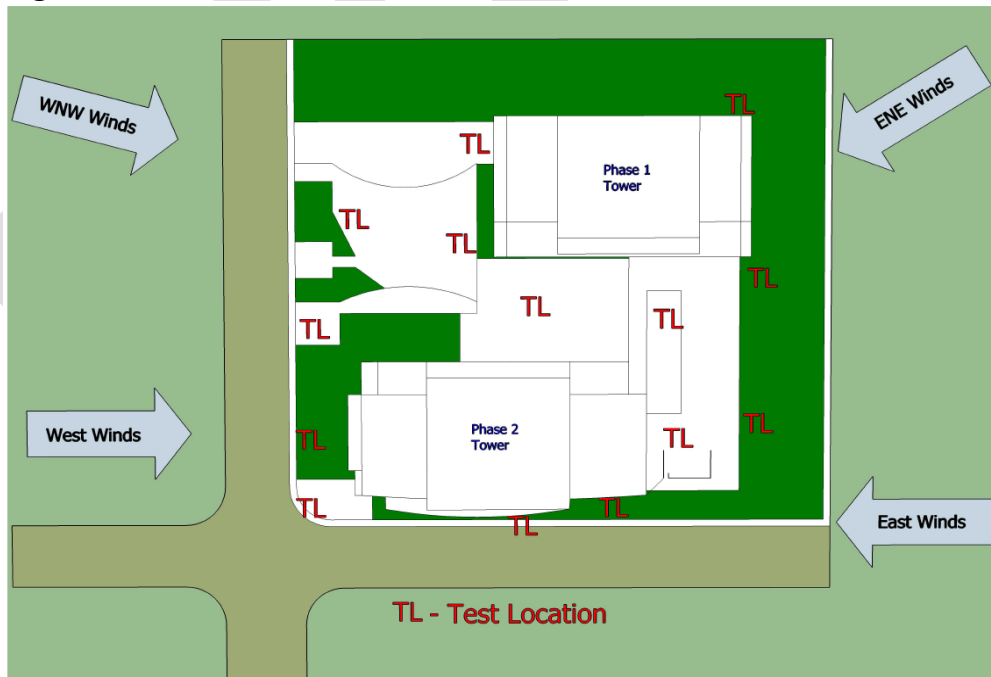 WNW Winds
ENE Winds
TL
TL
Phase 1
Tower
TL
TL
TL
TL
TL
TL
West Winds
TL
Phase 2
Tower
TL
TL
TL
TL
TL
East Winds
TL - Test Location